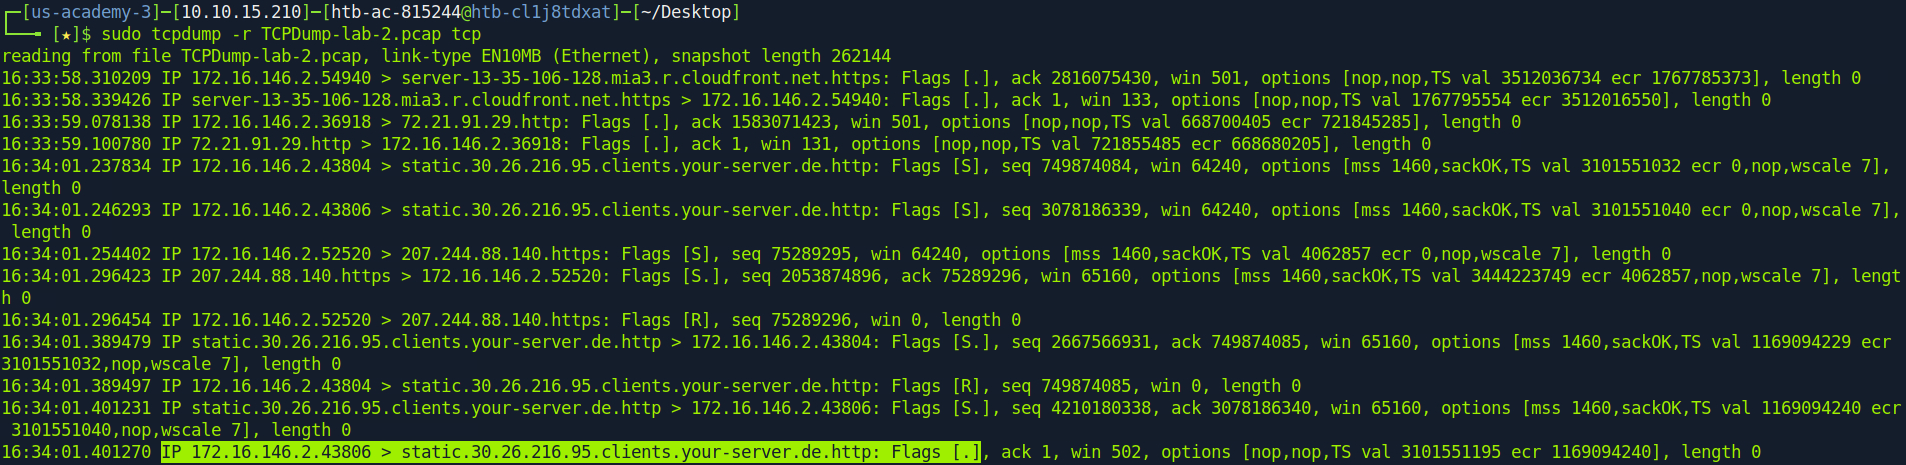 ┌─[us-academy-3]─[10.10.15.210]─[htb-ac-815244@htb-cl1j8tdxat]─[~/Desktop]
└──╼ [★]$ sudo tcpdump -r TCPDump-lab-2.pcap tcp
reading from file TCPDump-lab-2.pcap, link-type EN10MB (Ethernet), snapshot length 262144
16:33:58.310209 IP 172.16.146.2.54940 > server-13-35-106-128.mia3.r.cloudfront.net.https: Flags [.], ack 2816075430, win 501, options [nop,nop,TS val 3512036734 ecr 1767785373], length 0
16:33:58.339426 IP server-13-35-106-128.mia3.r.cloudfront.net.https > 172.16.146.2.54940: Flags [.], ack 1, win 133, options [nop,nop,TS val 1767795554 ecr 3512016550], length 0
16:33:59.078138 IP 172.16.146.2.36918 > 72.21.91.29.http: Flags [.], ack 1583071423, win 501, options [nop,nop,TS val 668700405 ecr 721845285], length 0
16:33:59.100780 IP 72.21.91.29.http > 172.16.146.2.36918: Flags [.], ack 1, win 131, options [nop,nop,TS val 721855485 ecr 668680205], length 0
16:34:01.237834 IP 172.16.146.2.43804 > static.30.26.216.95.clients.your-server.de.http: Flags [S], seq 749874084, win 64240, options [mss 1460,sackOK,TS val 3101551032 ecr 0,nop,wscale 7],
length 0
16:34:01.246293 IP 172.16.146.2.43806 > static.30.26.216.95.clients.your-server.de.http: Flags [S], seq 3078186339, win 64240, options [mss 1460,sackOK,TS val 3101551040 ecr 0,nop,wscale 7],
 length 0
16:34:01.254402 IP 172.16.146.2.52520 > 207.244.88.140.https: Flags [S], seq 75289295, win 64240, options [mss 1460,sackOK,TS val 4062857 ecr 0,nop,wscale 7], length 0
16:34:01.296423 IP 207.244.88.140.https > 172.16.146.2.52520: Flags [S.], seq 2053874896, ack 75289296, win 65160, options [mss 1460,sackOK,TS val 3444223749 ecr 4062857,nop,wscale 7], lengt
h 0
16:34:01.296454 IP 172.16.146.2.52520 > 207.244.88.140.https: Flags [R], seq 75289296, win 0, length 0
16:34:01.389479 IP static.30.26.216.95.clients.your-server.de.http > 172.16.146.2.43804: Flags [S.], seq 2667566931, ack 749874085, win 65160, options [mss 1460,sackOK,TS val 1169094229 ecr
3101551032,nop,wscale 7], length 0
16:34:01.389497 IP 172.16.146.2.43804 > static.30.26.216.95.clients.your-server.de.http: Flags [R], seq 749874085, win 0, length 0
16:34:01.401231 IP static.30.26.216.95.clients.your-server.de.http > 172.16.146.2.43806: Flags [S.], seq 4210180338, ack 3078186340, win 65160, options [mss 1460,sackOK,TS val 1169094240 ecr
 3101551040,nop,wscale 7], length 0
16:34:01.401270 IP 172.16.146.2.43806 > static.30.26.216.95.clients.your-server.de.http: Flags [.], ack 1, win 502, options [nop,nop,TS val 3101551195 ecr 1169094240], length 0